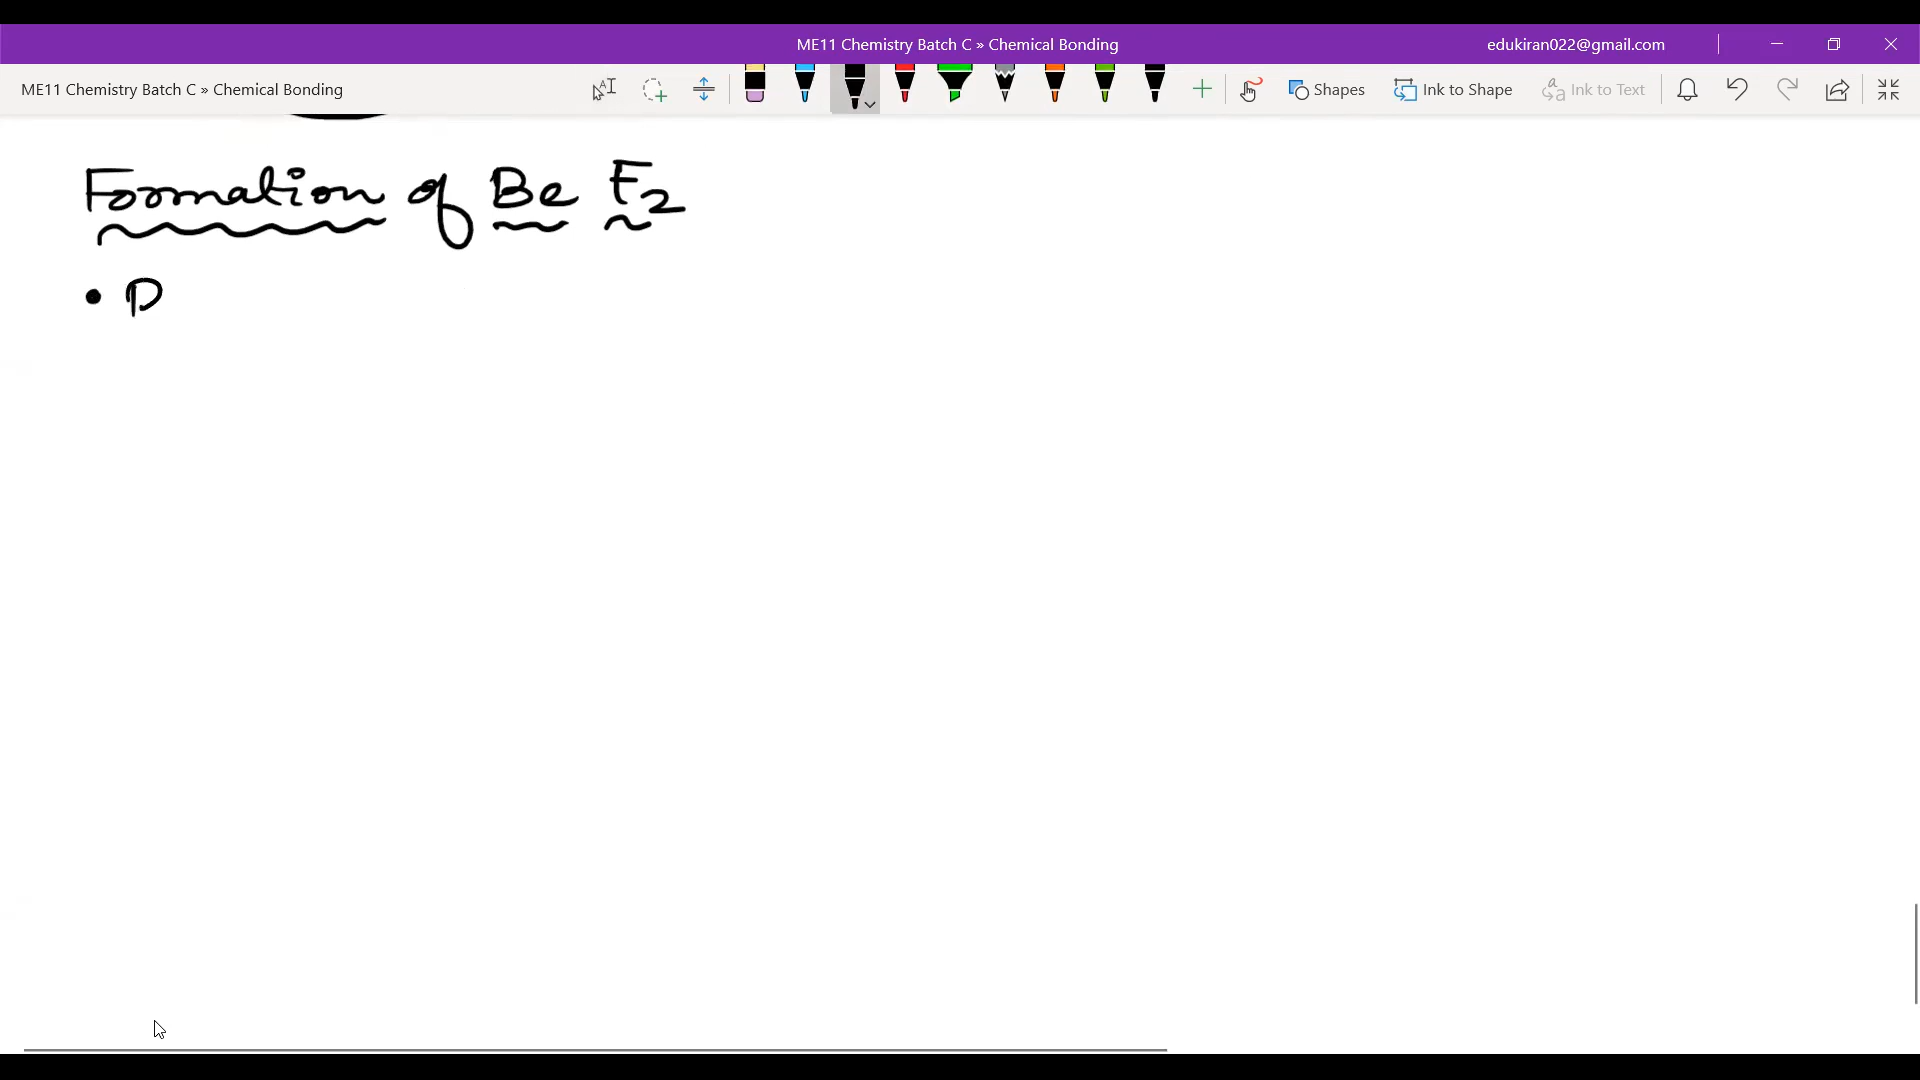 ME11 Chemistry Batch C » Chemical Bonding
edukiran022@gmail.com
ME11 Chemistry Batch C » Chemical Bonding
Shapes
Ink to Shape
Ink to Text
Formation of Be F2
• D